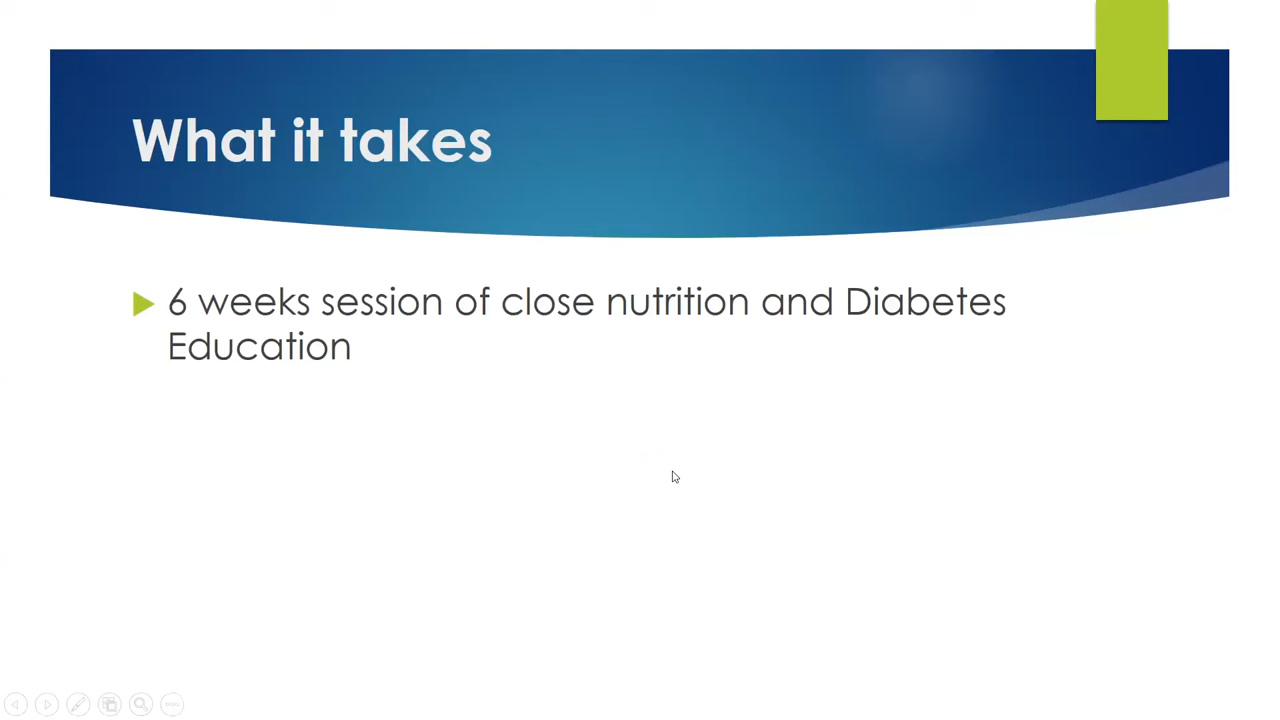 What it takes
6 weeks session of close nutrition and Diabetes
Education